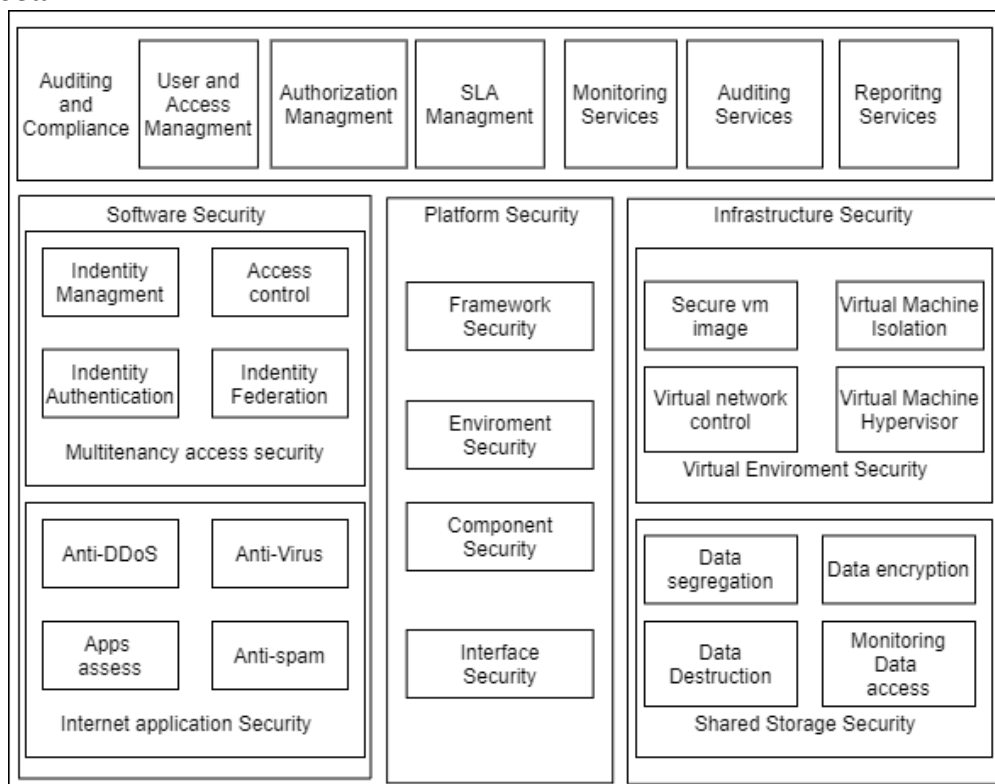 Auditing
and
Compliance
User and
Access
Managment
Authorization
Managment
SLA
Managment
Monitoring
Services
Auditing
Services
Reporitng
Services
Software Security
Indentity
Managment
Access
control
Indentity
Authentication
Indentity
Federation
Multitenancy access security
Anti-DDoS
Anti-Virus
Apps
assess
Anti-spam
Internet application Security
Platform Security
Framework
Security
Enviroment
Security
Component
Security
Interface
Security
Infrastructure Security
Secure vm
image
Virtual Machine
Isolation
Virtual network
control
Virtual Machine
Hypervisor
Virtual Enviroment Security
Data
segregation
Data encryption
Data
Destruction
Monitoring
Data
access
Shared Storage Security